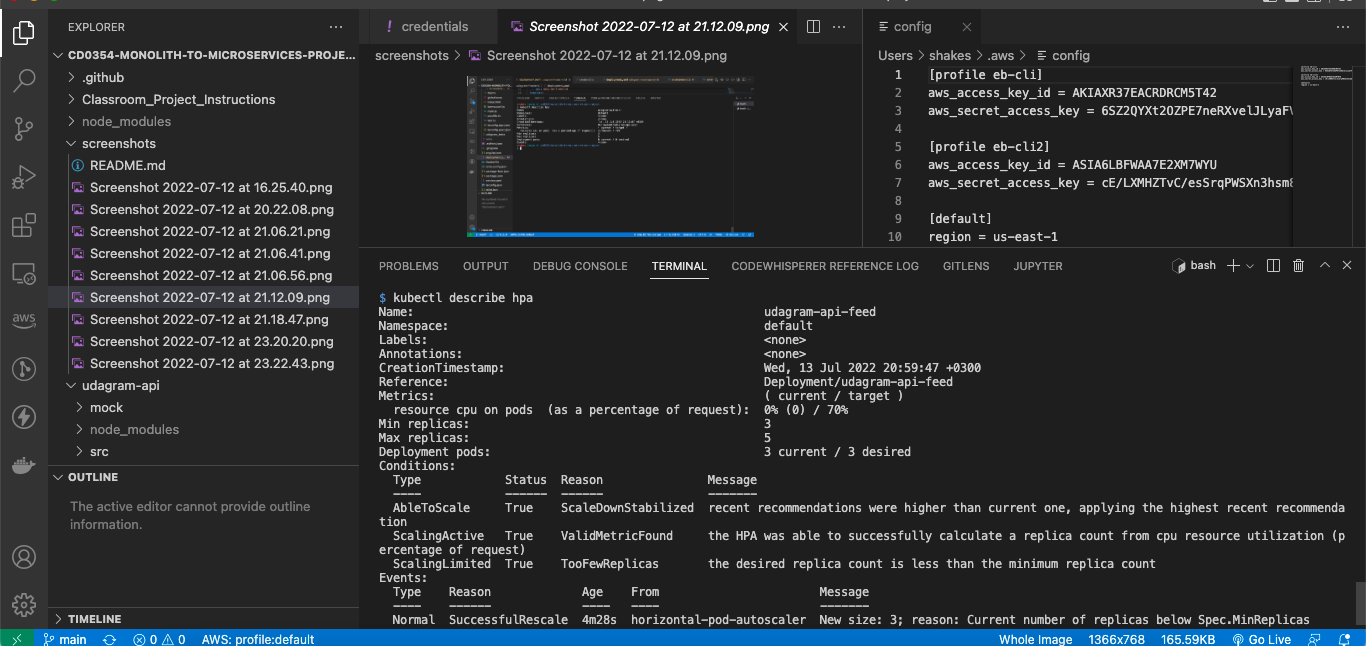 EXPLORER
CD0354-MONOLITH-TO-MICROSERVICES-PROJE...
.github
Classroom_Project_Instructions
node_modules
screenshots
README.md
Screenshot 2022-07-12 at 16.25.40.png
Screenshot 2022-07-12 at 20.22.08.png
Screenshot 2022-07-12 at 21.06.21.png
Screenshot 2022-07-12 at 21.06.41.png
Screenshot 2022-07-12 at 21.06.56.png
Screenshot 2022-07-12 at 21.12.09.png
Screenshot 2022-07-12 at 21.18.47.png
Screenshot 2022-07-12 at 23.20.20.png
Screenshot 2022-07-12 at 23.22.43.png
udagram-api
mock
node_modules
src
OUTLINE
The active editor cannot provide outline
information.
TIMELINE
aws
! credentials
Screenshot 2022-07-12 at 21.12.09.png
screenshots > Screenshot 2022-07-12 at 21.12.09.png
config
Users > shakes > .aws > config
1 [profile eb-cli]
2 aws_access_key_id = AKIAXR37EACRDRCM5T42
3 aws_secret_access_key = 6SZ2QYXt2OZPE7neRXvelJLyaF
4
5 [profile eb-cli2]
6 aws_access_key_id = ASIA6LBFWAA7E2XM7WYU
7 aws_secret_access_key = cE/LXMHZTvC/esSrqPWSXn3hsm
8
9 [default]
10 region = us-east-1
PROBLEMS OUTPUT DEBUG CONSOLE TERMINAL CODEWHISPERER REFERENCE LOG GITLENS JUPYTER
bash
$ kubectl describe hpa
Name: udagram-api-feed
Namespace: default
Labels: <none>
Annotations: <none>
CreationTimestamp: Wed, 13 Jul 2022 20:59:47 +0300
Reference: Deployment/udagram-api-feed
Metrics: ( current / target )
resource cpu on pods (as a percentage of request): 0% (0) / 70%
Min replicas: 3
Max replicas: 5
Deployment pods: 3 current / 3 desired
Conditions:
Type Status Reason Message
---- ------ ------ -------
AbleToScale True ScaleDownStabilized recent recommendations were higher than current one, applying the highest recent recommenda
tion
ScalingActive True ValidMetricFound the HPA was able to successfully calculate a replica count from cpu resource utilization (p
ercentage of request)
ScalingLimited True TooFewReplicas the desired replica count is less than the minimum replica count
Events:
Type Reason Age From Message
---- ------ ---- ---- -------
Normal SuccessfulRescale 4m28s horizontal-pod-autoscaler New size: 3; reason: Current number of replicas below Spec.MinReplicas
main 0 0 AWS: profile:default
Whole Image 1366x768 165.59KB Go Live